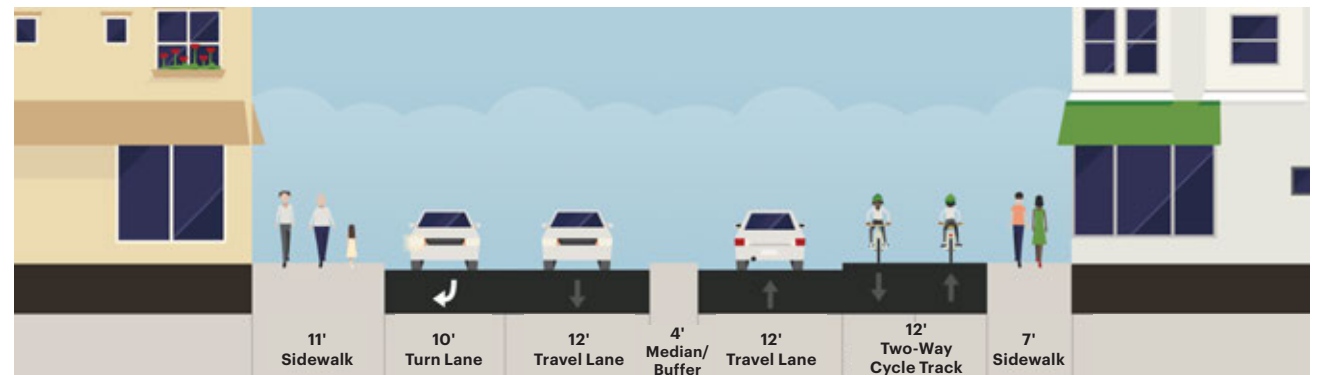 11'
Sidewalk
10'
Turn Lane
12'
Travel Lane
4'
Median/
Buffer
12'
Travel Lane
12'
Two-Way
Cycle Track
7'
Sidewalk